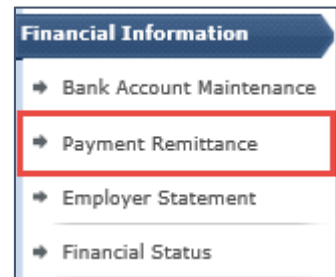 Financial Information
Bank Account Maintenance
Payment Remittance
Employer Statement
Financial Status